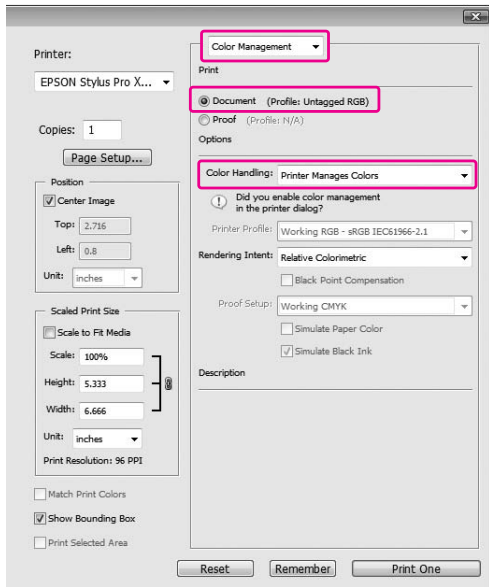 Printer:
EPSON Stylus Pro X...
Copies: 1
Page Setup...
Position
Center Image
Top: 2.716
Left: 0.8
Unit: inches
Scaled Print Size
Scale to Fit Media
Scale: 100%
Height: 5.333
Width: 6.666
Unit: inches
Print Resolution: 96 PPI
Match Print Colors
Show Bounding Box
Print Selected Area
Color Management
Print
Document (Profile: Untagged RGB)
Proof (Profile: N/A)
Options
Color Handling: Printer Manages Colors
Did you enable color management
in the printer dialog?
Printer Profile: Working RGB - sRGB IEC61966-2.1
Rendering Intent: Relative Colorimetric
Black Point Compensation
Proof Setup: Working CMYK
Simulate Paper Color
Simulate Black Ink
Description
Reset
Remember
Print One